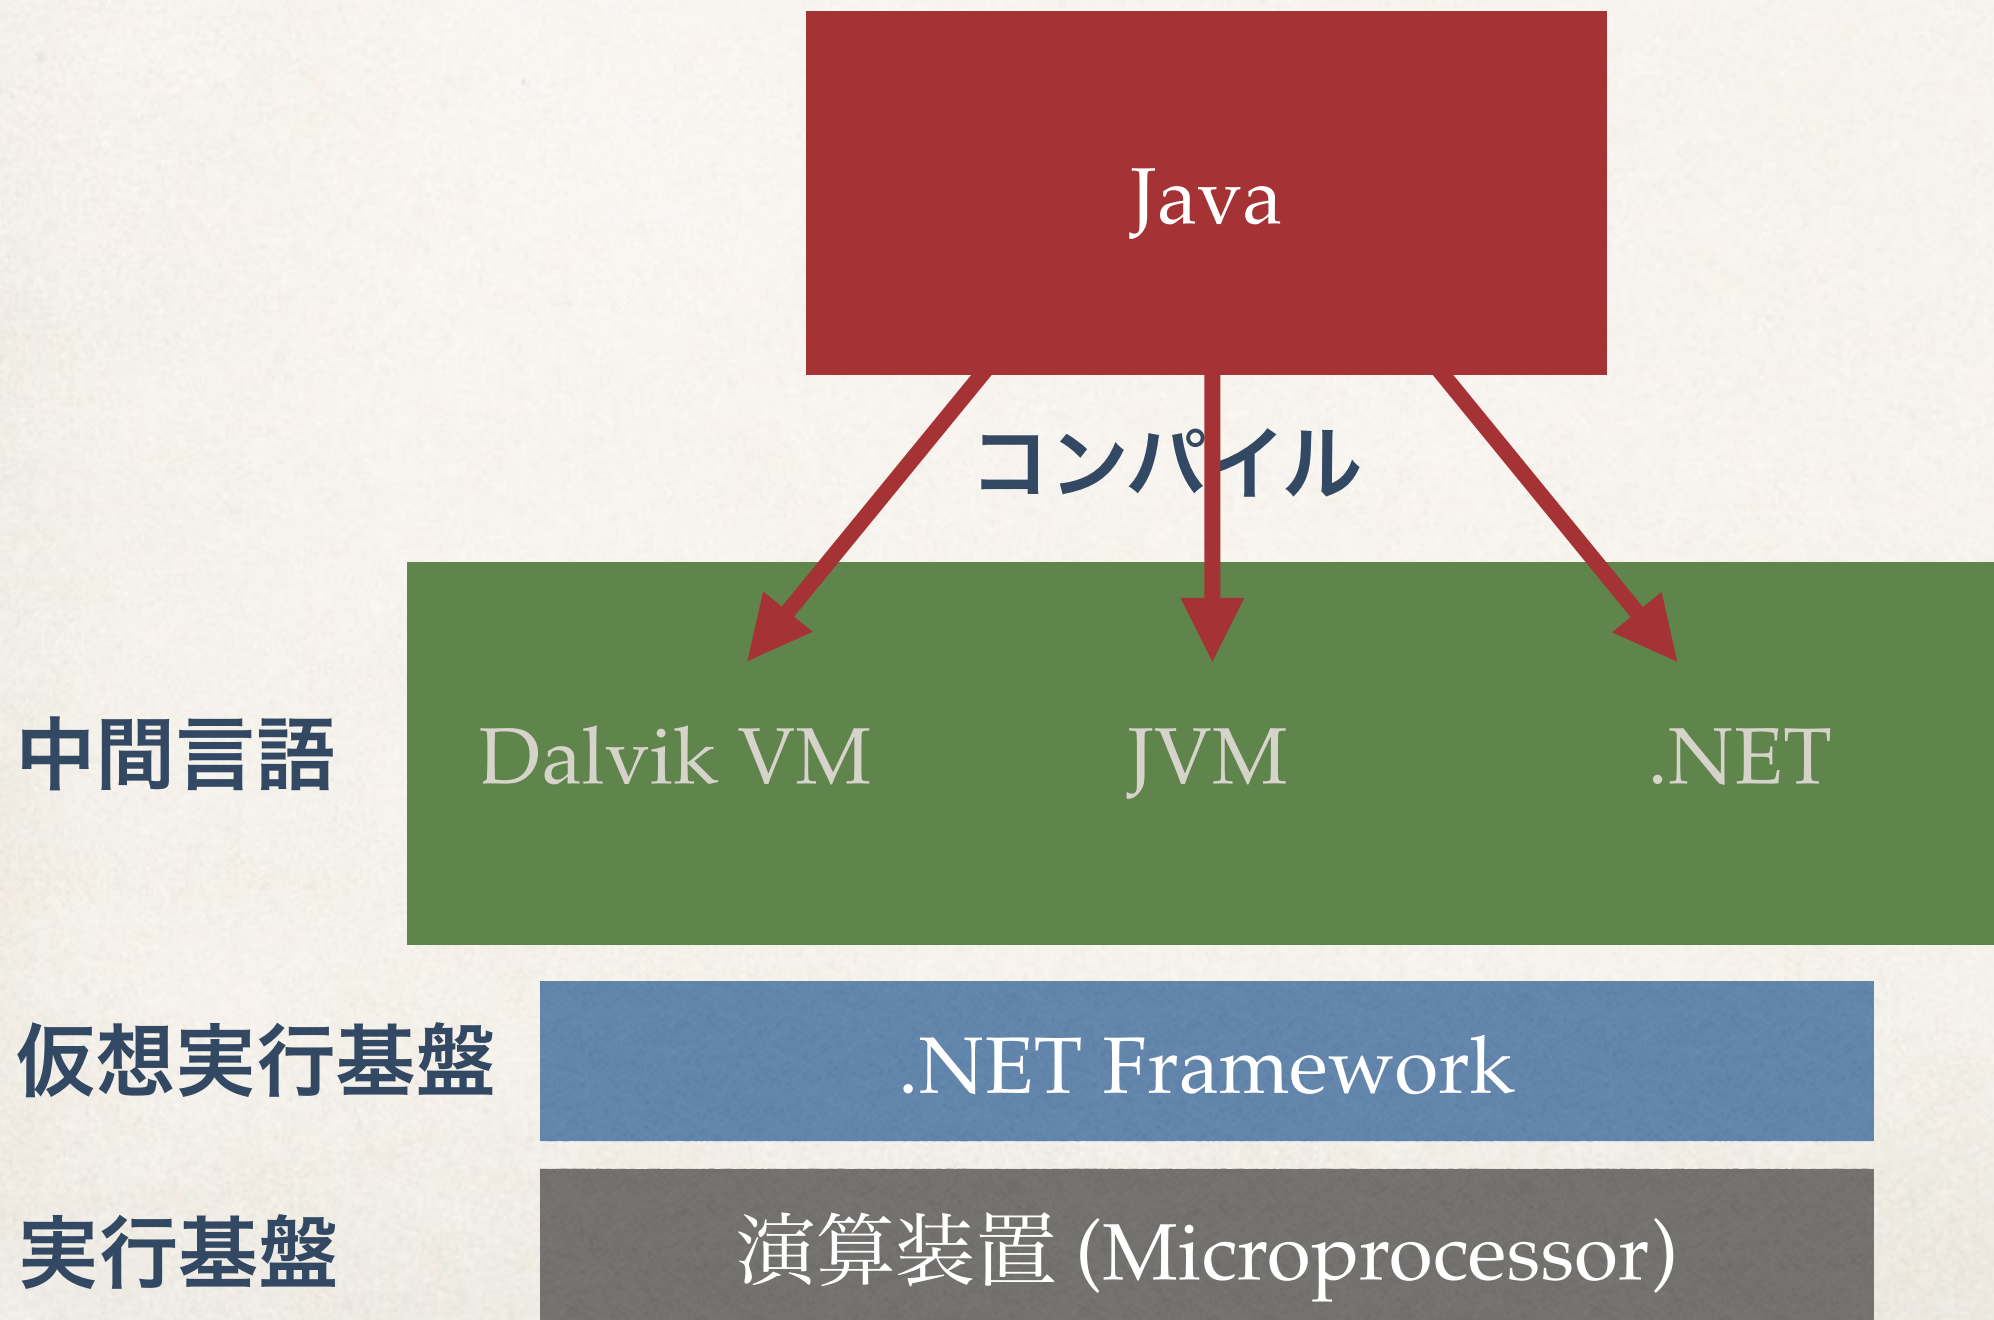 Java
コンパイル
中間言語 Dalvik VM JVM .NET
仮想実行基盤 .NET Framework
実行基盤 演算装置 (Microprocessor)